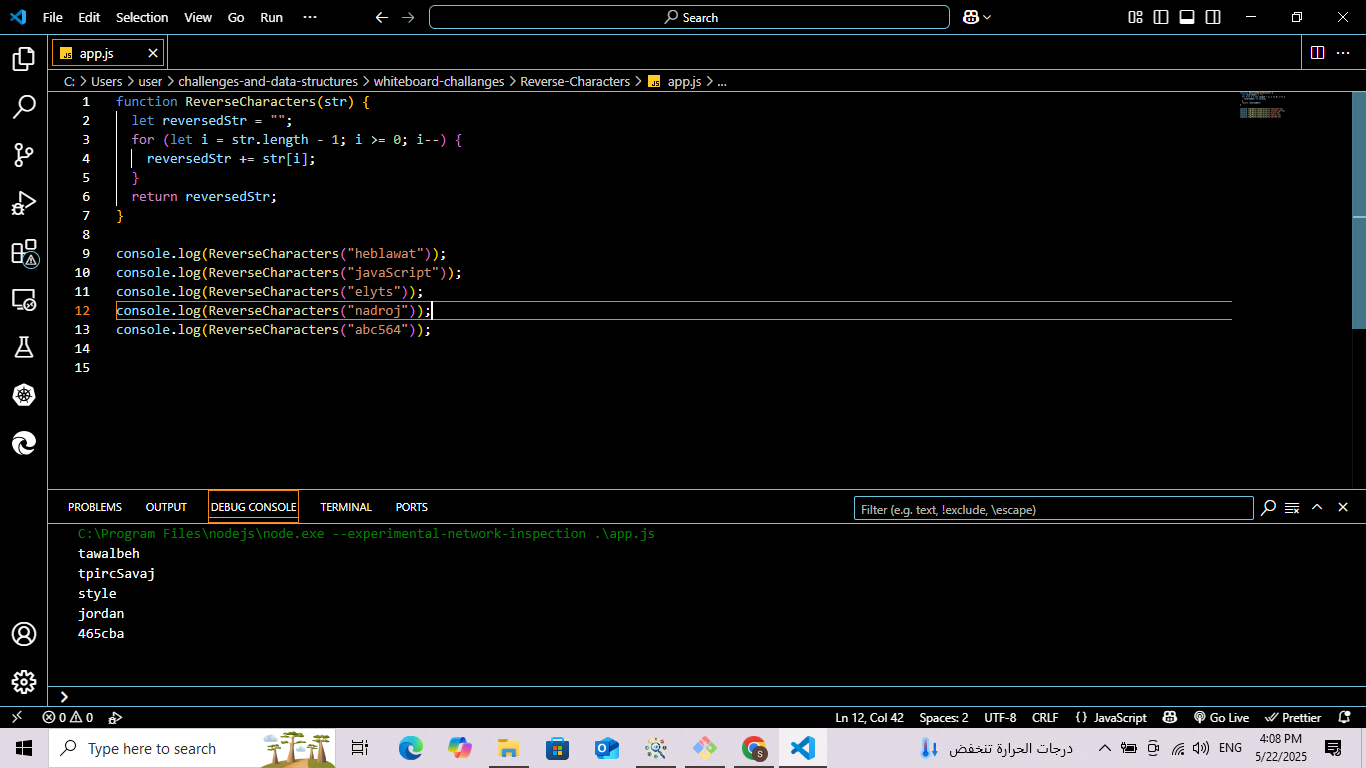 File Edit Selection View Go Run ··· Search
JS app.js
C: > Users > user > challenges-and-data-structures > whiteboard-challanges > Reverse-Characters > JS app.js > ...
1 function ReverseCharacters(str) {
2 let reversedStr = "";
3 for (let i = str.length - 1; i >= 0; i--) {
4 reversedStr += str[i];
5 }
6 return reversedStr;
7 }
8
9 console.log(ReverseCharacters("heblawat"));
10 console.log(ReverseCharacters("javaScript"));
11 console.log(ReverseCharacters("elyts"));
12 console.log(ReverseCharacters("nadroj"));
13 console.log(ReverseCharacters("abc564"));
14
15
PROBLEMS OUTPUT DEBUG CONSOLE TERMINAL PORTS Filter (e.g. text, !exclude, \escape)
C:\Program Files\nodejs\node.exe --experimental-network-inspection .\app.js
tawalbeh
tpircSavaj
style
jordan
465cba
0 0 Ln 12, Col 42 Spaces: 2 UTF-8 CRLF {} JavaScript Go Live Prettier
Type here to search S درجات الحرارة تنخفض ENG 4:08 PM
5/22/2025